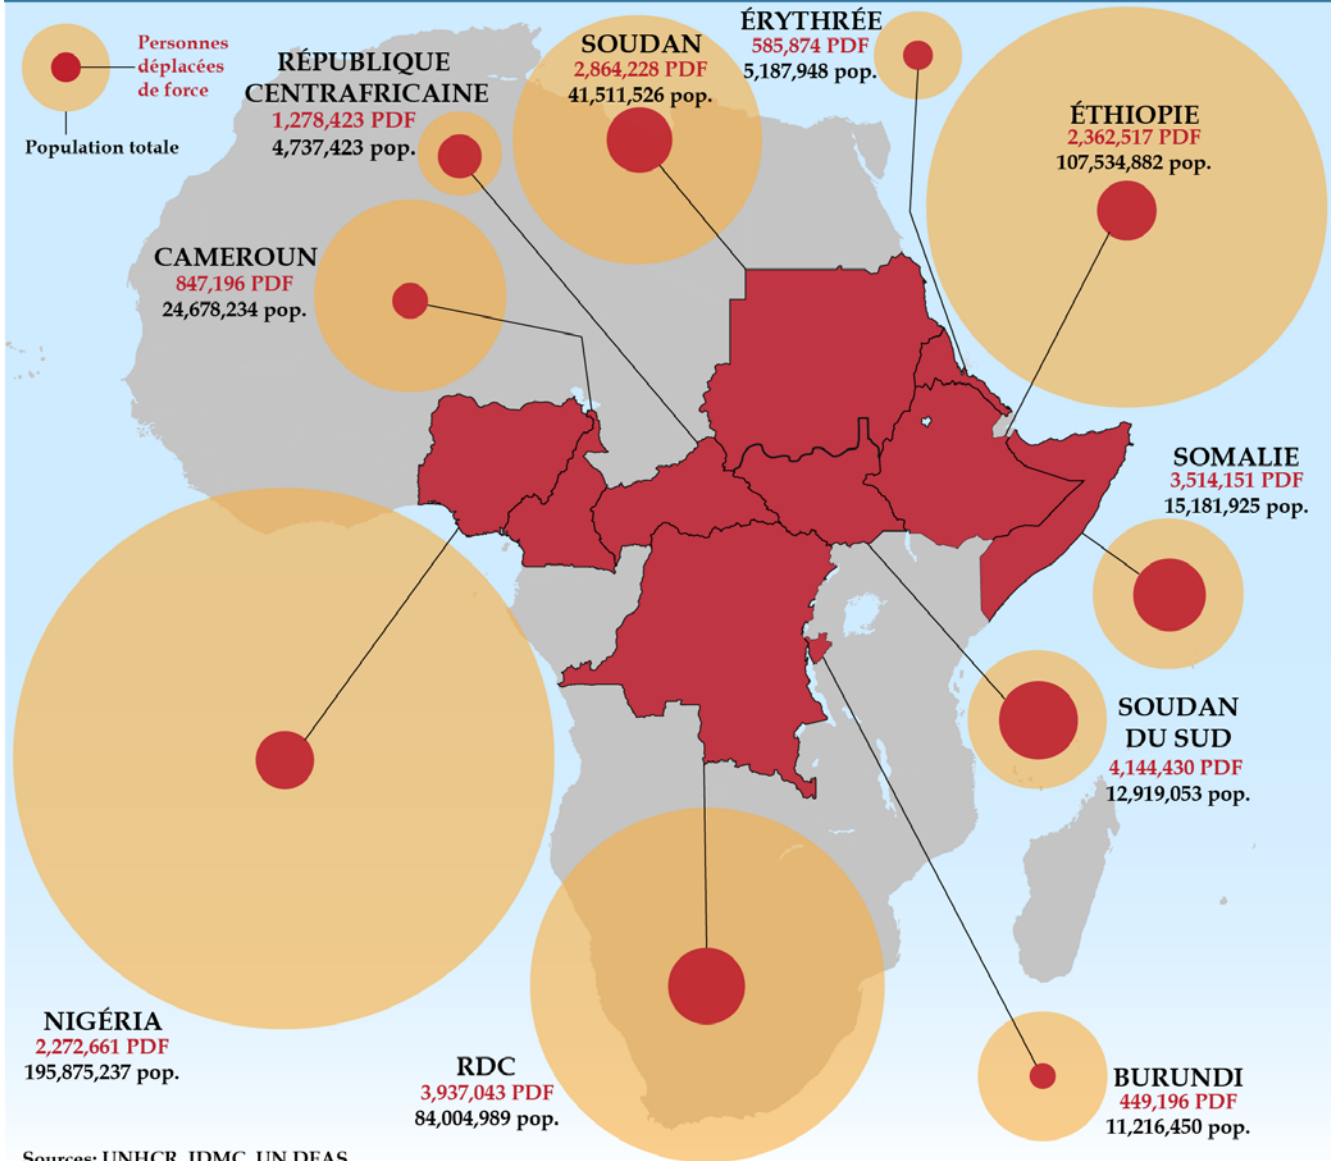 Personnes
déplacées
de force
Population totale
RÉPUBLIQUE
CENTRAFRICAINE
1,278,423 PDF
4,737,423 pop.
SOUDAN
2,864,228 PDF
41,511,526 pop.
ÉRYTHRÉE
585,874 PDF
5,187,948 pop.
ÉTHIOPIE
2,362,517 PDF
107,534,882 pop.
CAMEROUN
847,196 PDF
24,678,234 pop.
SOMALIE
3,514,151 PDF
15,181,925 pop.
SOUDAN
DU SUD
4,144,430 PDF
12,919,053 pop.
NIGÉRIA
2,272,661 PDF
195,875,237 pop.
RDC
3,937,043 PDF
84,004,989 pop.
BURUNDI
449,196 PDF
11,216,450 pop.
Sources: UNHCR, IDMC, UN DEAS